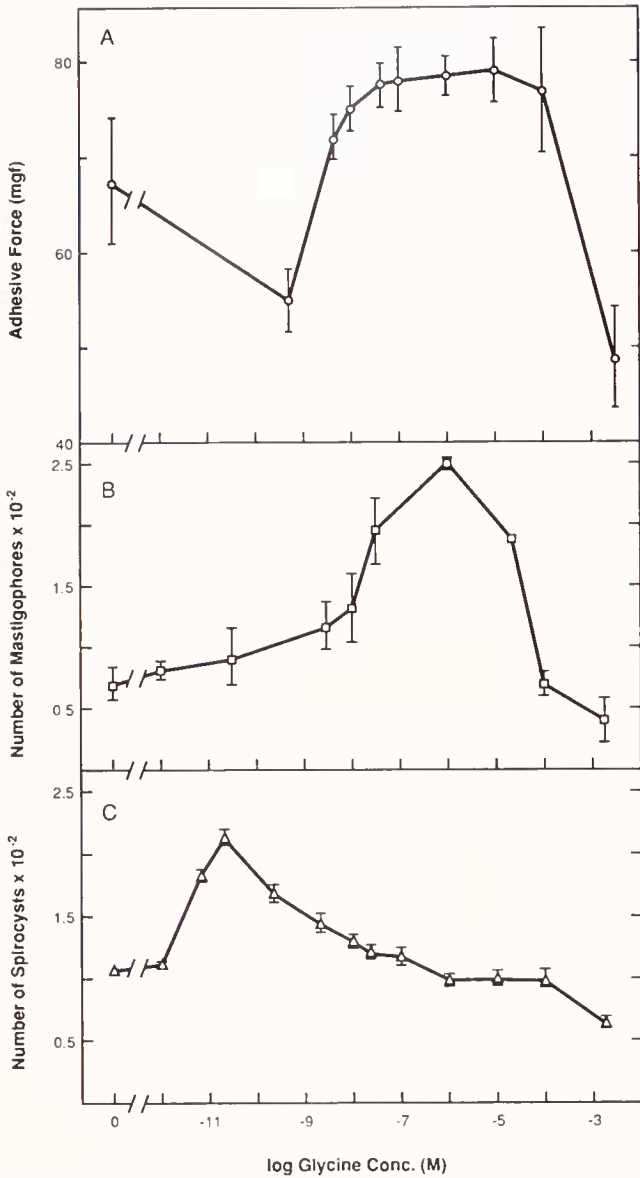 A
80
60
40
Adhesive Force (mgf)
B
2.5
1.5
0 5
Number of Mastigophores x 10⁻²
C
2.5
1.5
0.5
Number of Spirocysts x 10⁻²
0 -11 -9 -7 -5 -3
log Glycine Conc. (M)